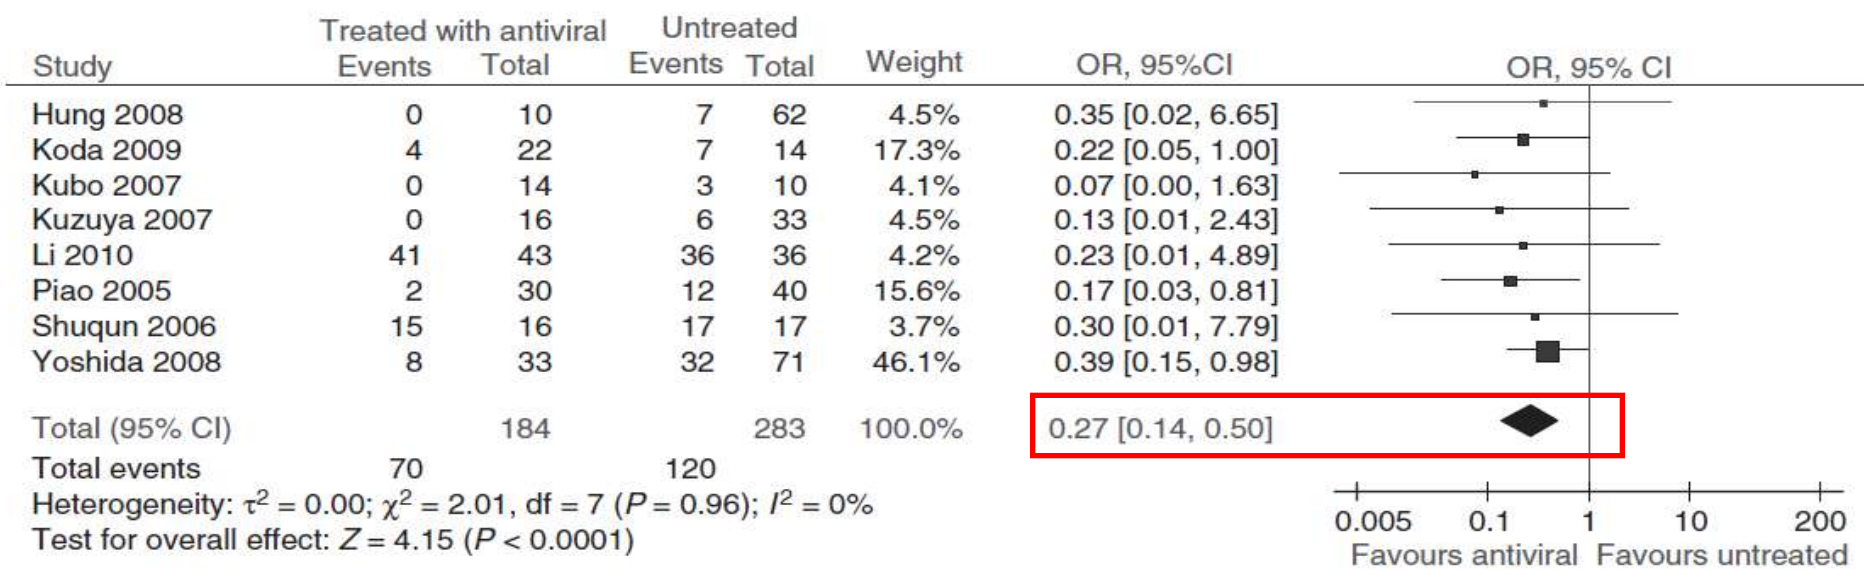 Treated with antiviral Untreated
Study Events Total Events Total Weight OR, 95%CI OR, 95% CI
Hung 2008 0 10 7 62 4.5% 0.35 [0.02, 6.65]
Koda 2009 4 22 7 14 17.3% 0.22 [0.05, 1.00]
Kubo 2007 0 14 3 10 4.1% 0.07 [0.00, 1.63]
Kuzuya 2007 0 16 6 33 4.5% 0.13 [0.01, 2.43]
Li 2010 41 43 36 36 4.2% 0.23 [0.01, 4.89]
Piao 2005 2 30 12 40 15.6% 0.17 [0.03, 0.81]
Shuqun 2006 15 16 17 17 3.7% 0.30 [0.01, 7.79]
Yoshida 2008 8 33 32 71 46.1% 0.39 [0.15, 0.98]
Total (95% CI) 184 283 100.0% 0.27 [0.14, 0.50]
Total events 70 120
Heterogeneity: τ² = 0.00; χ² = 2.01, df = 7 (P = 0.96); I² = 0%
Test for overall effect: Z = 4.15 (P < 0.0001)
0.005 0.1 1 10 200
Favours antiviral Favours untreated